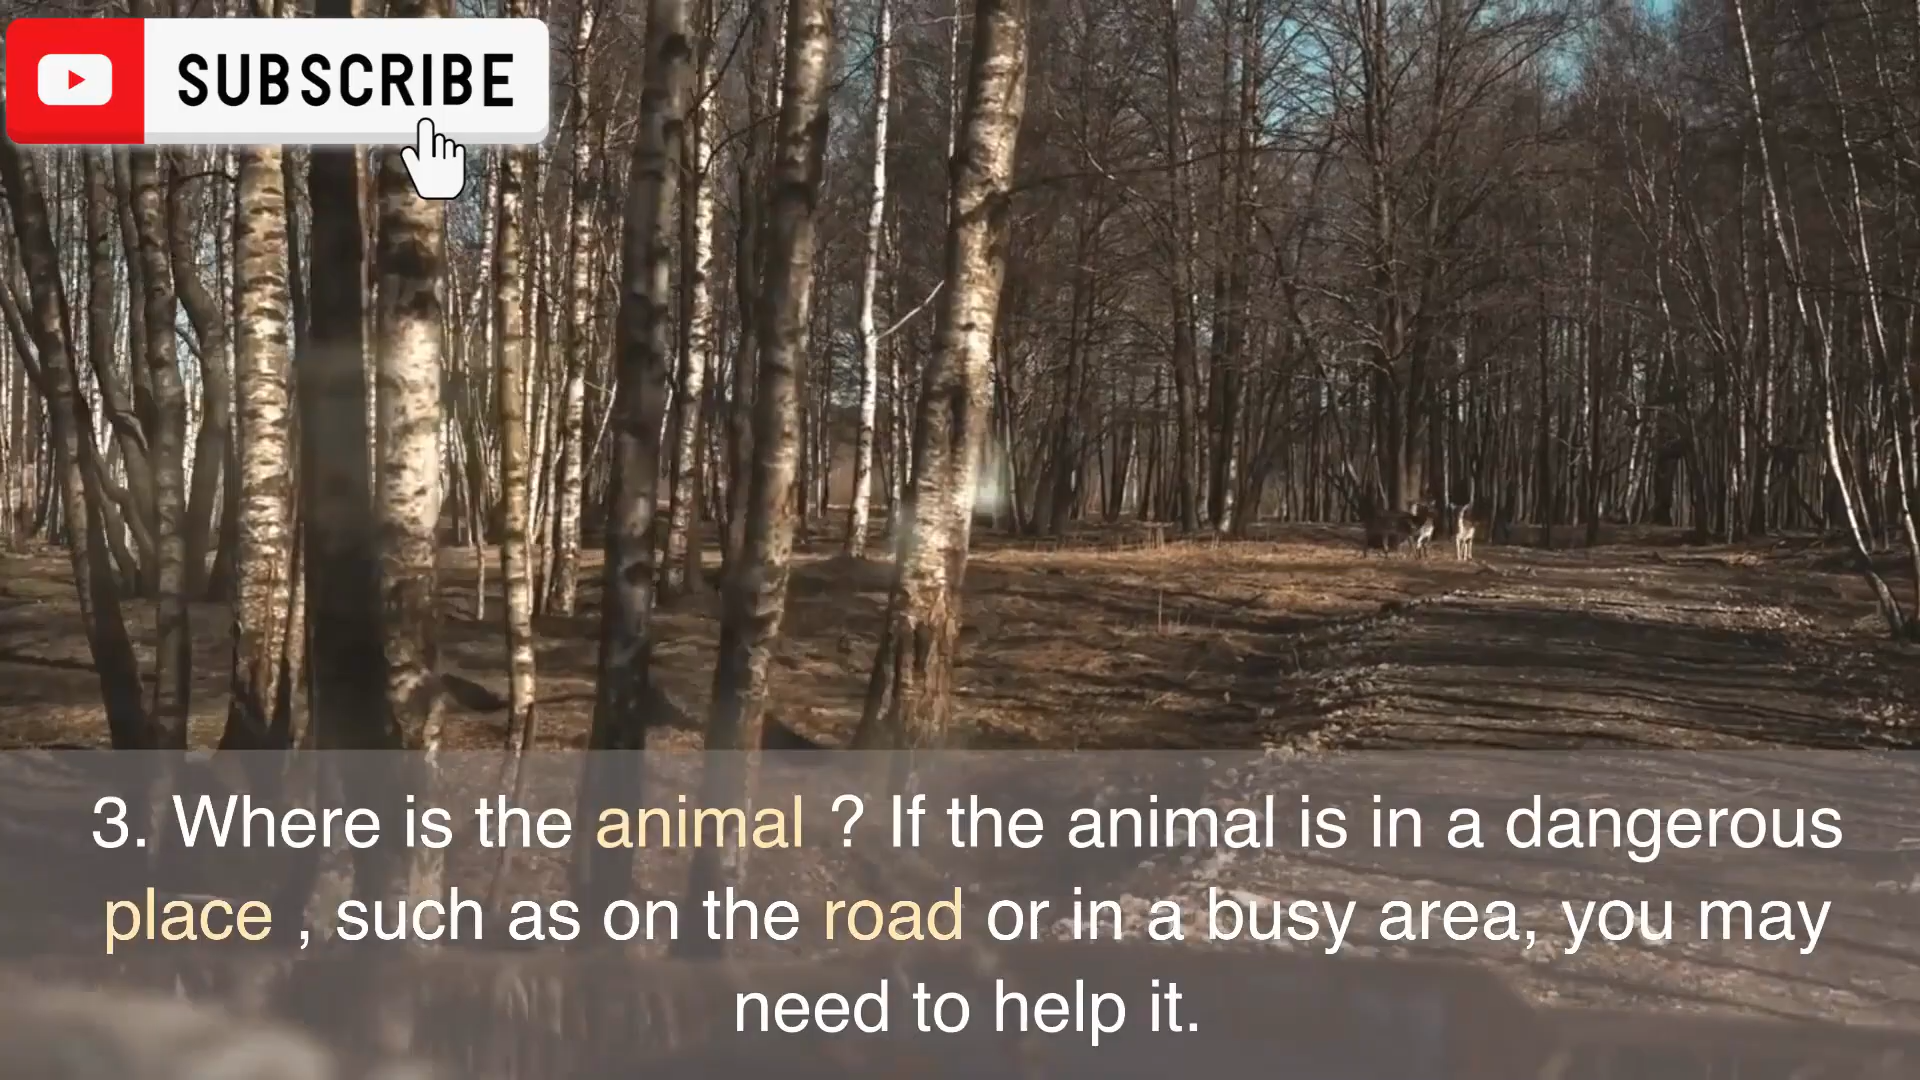 SUBSCRIBE
3. Where is the animal ? If the animal is in a dangerous
place , such as on the road or in a busy area, you may
need to help it.